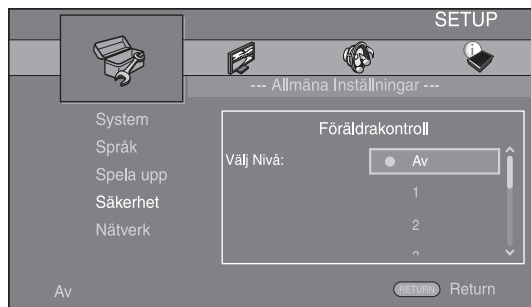 SETUP
--- Allmäna Inställningar ---
System
Språk
Spela upp
Säkerhet
Nätverk
Föräldrakontroll
Välj Nivå:
Av
1
2
Av
RETURN Return